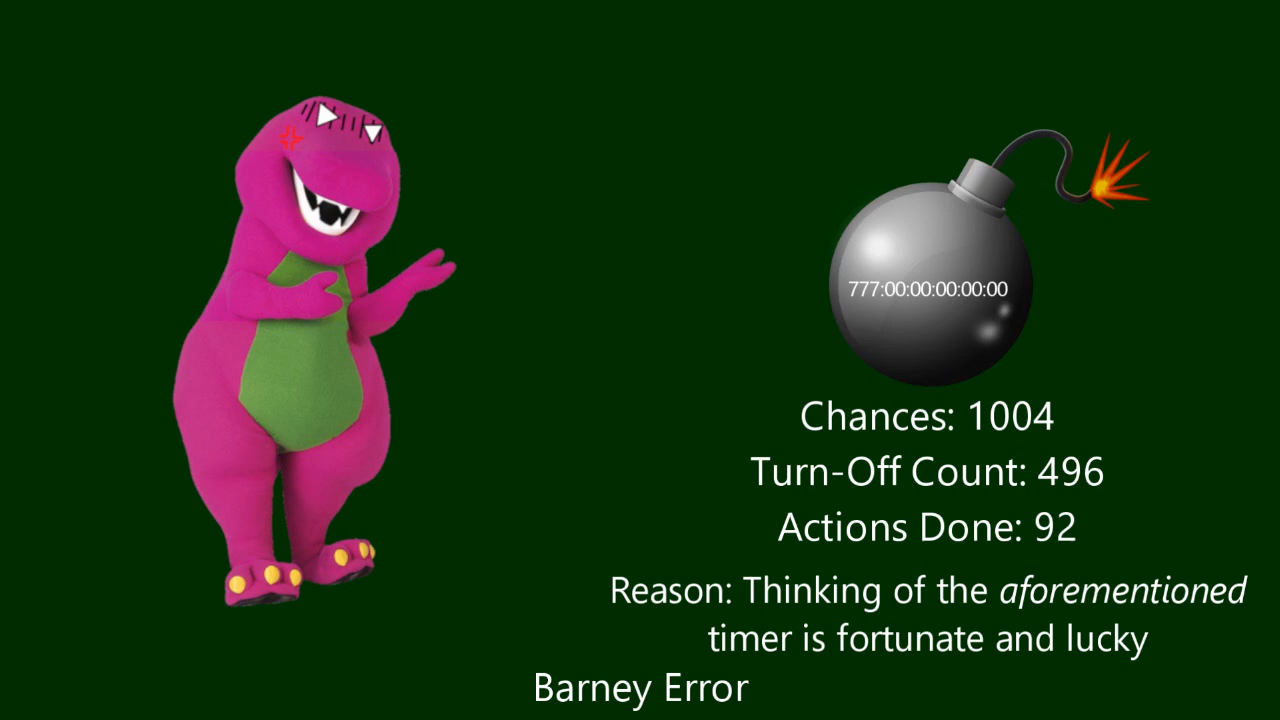 777:00:00:00:00:00
Chances: 1004
Turn-Off Count: 496
Actions Done: 92
Reason: Thinking of the aforementioned
timer is fortunate and lucky
Barney Error